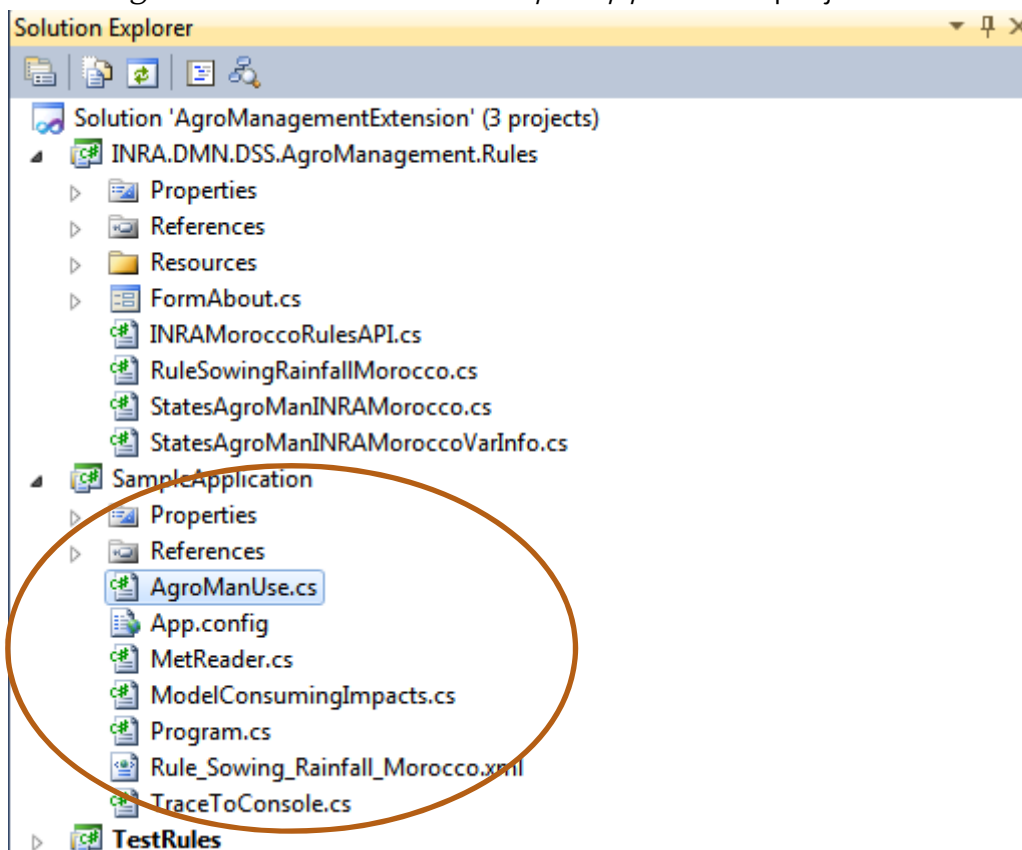 Solution Explorer
Solution 'AgroManagementExtension' (3 projects)
INRA.DMN.DSS.AgroManagement.Rules
Properties
References
Resources
FormAbout.cs
INRAMoroccoRulesAPI.cs
RuleSowingRainfallMorocco.cs
StatesAgroManINRAMorocco.cs
StatesAgroManINRAMoroccoVarInfo.cs
SampleApplication
Properties
References
AgroManUse.cs
App.config
MetReader.cs
ModelConsumingImpacts.cs
Program.cs
Rule_Sowing_Rainfall_Morocco.xml
TraceToConsole.cs
TestRules